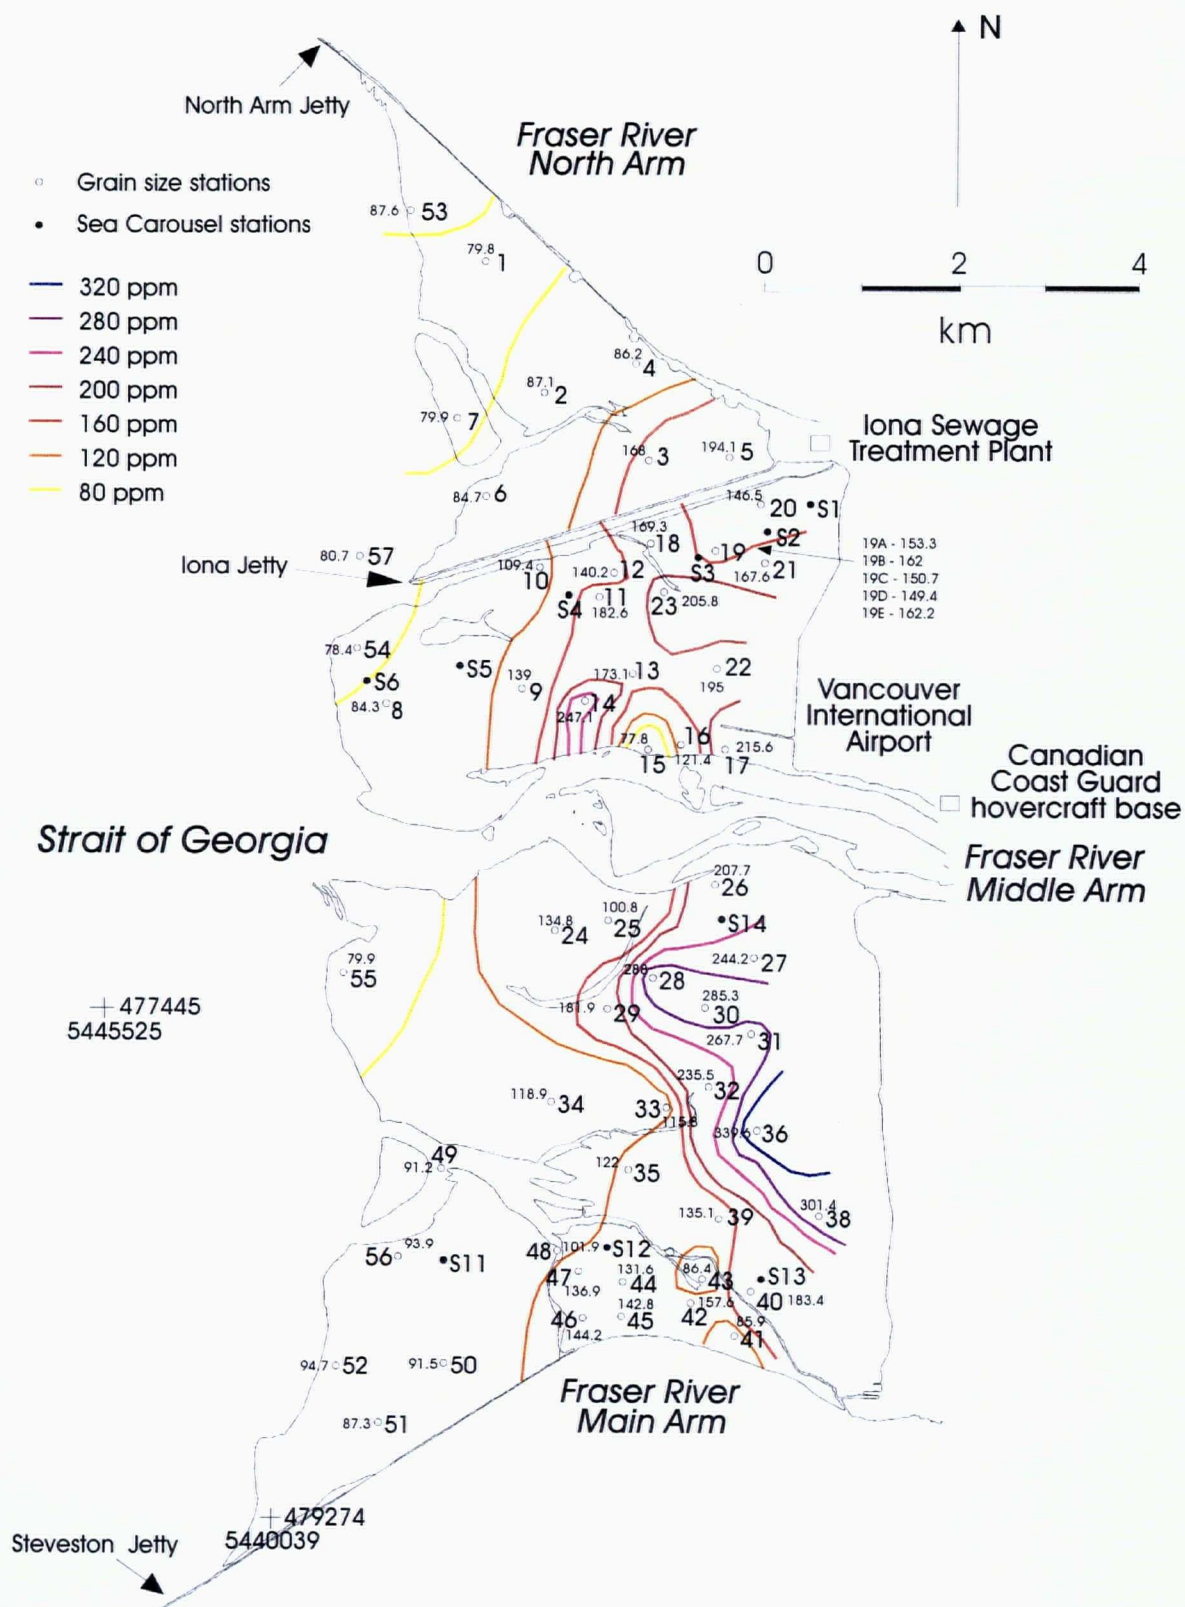 N
North Arm Jetty
Fraser River
North Arm
Grain size stations
Sea Carousel stations
87.6 53
79.8 1
0 2 4
km
320 ppm
280 ppm
240 ppm
200 ppm
160 ppm
120 ppm
80 ppm
86.2 4
87.1 2
79.9 7
Iona Sewage
Treatment Plant
168 3
194.1 5
84.7 6
146.5 20 S1
S2
169.3 18
19
S3
167.6 21
19A - 153.3
19B - 162
19C - 150.7
19D - 149.4
19E - 162.2
80.7 57
Iona Jetty
109.4 10
140.2 12
S4
11
182.6
23 205.8
78.4 54
S5
S6
84.3 8
139
9
173.1 13
22
195
14
247.1
77.8
15
16
121.4
17
215.6
Vancouver
International
Airport
Canadian
Coast Guard
hovercraft base
Strait of Georgia
Fraser River
Middle Arm
207.7
26
134.8
24
100.8
25
S14
244.2 27
79.9
55
288 28
285.3
30
181.9 29
267.7 31
477445
5445525
235.5
32
118.9 34
33
115.8
339.6 36
49
91.2
122
35
135.1 39
301.4
38
56 93.9
S11
48 101.9 S12
47
136.9
131.6
44
86.4
43
S13
40 183.4
46
144.2
142.8
45
42
157.6
85.9
41
94.7 52
91.5 50
87.3 51
Fraser River
Main Arm
479274
5440039
Steveston Jetty